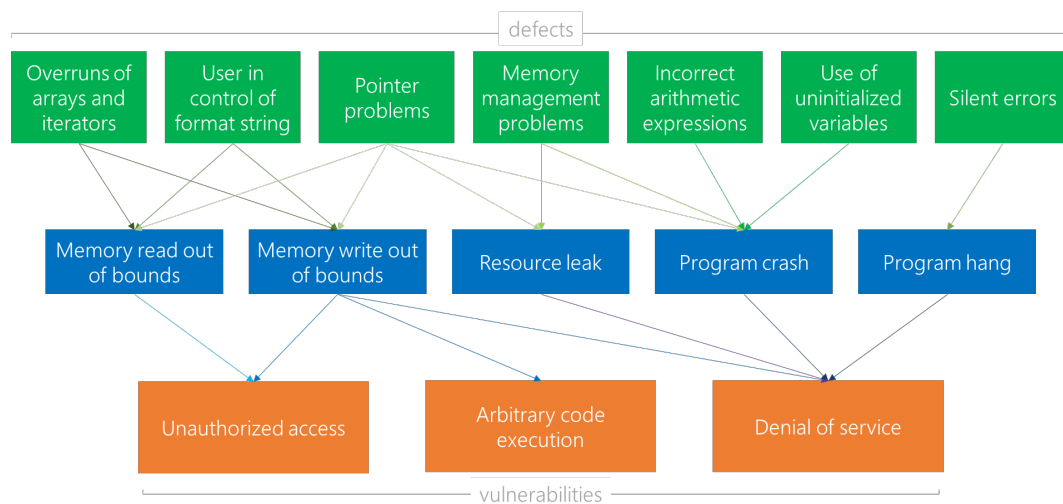 defects
Overruns of
arrays and
iterators
User in
control of
format string
Pointer
problems
Memory
management
problems
Incorrect
arithmetic
expressions
Use of
uninitialized
variables
Silent errors
Memory read out
of bounds
Memory write out
of bounds
Resource leak
Program crash
Program hang
Unauthorized access
Arbitrary code
execution
Denial of service
vulnerabilities